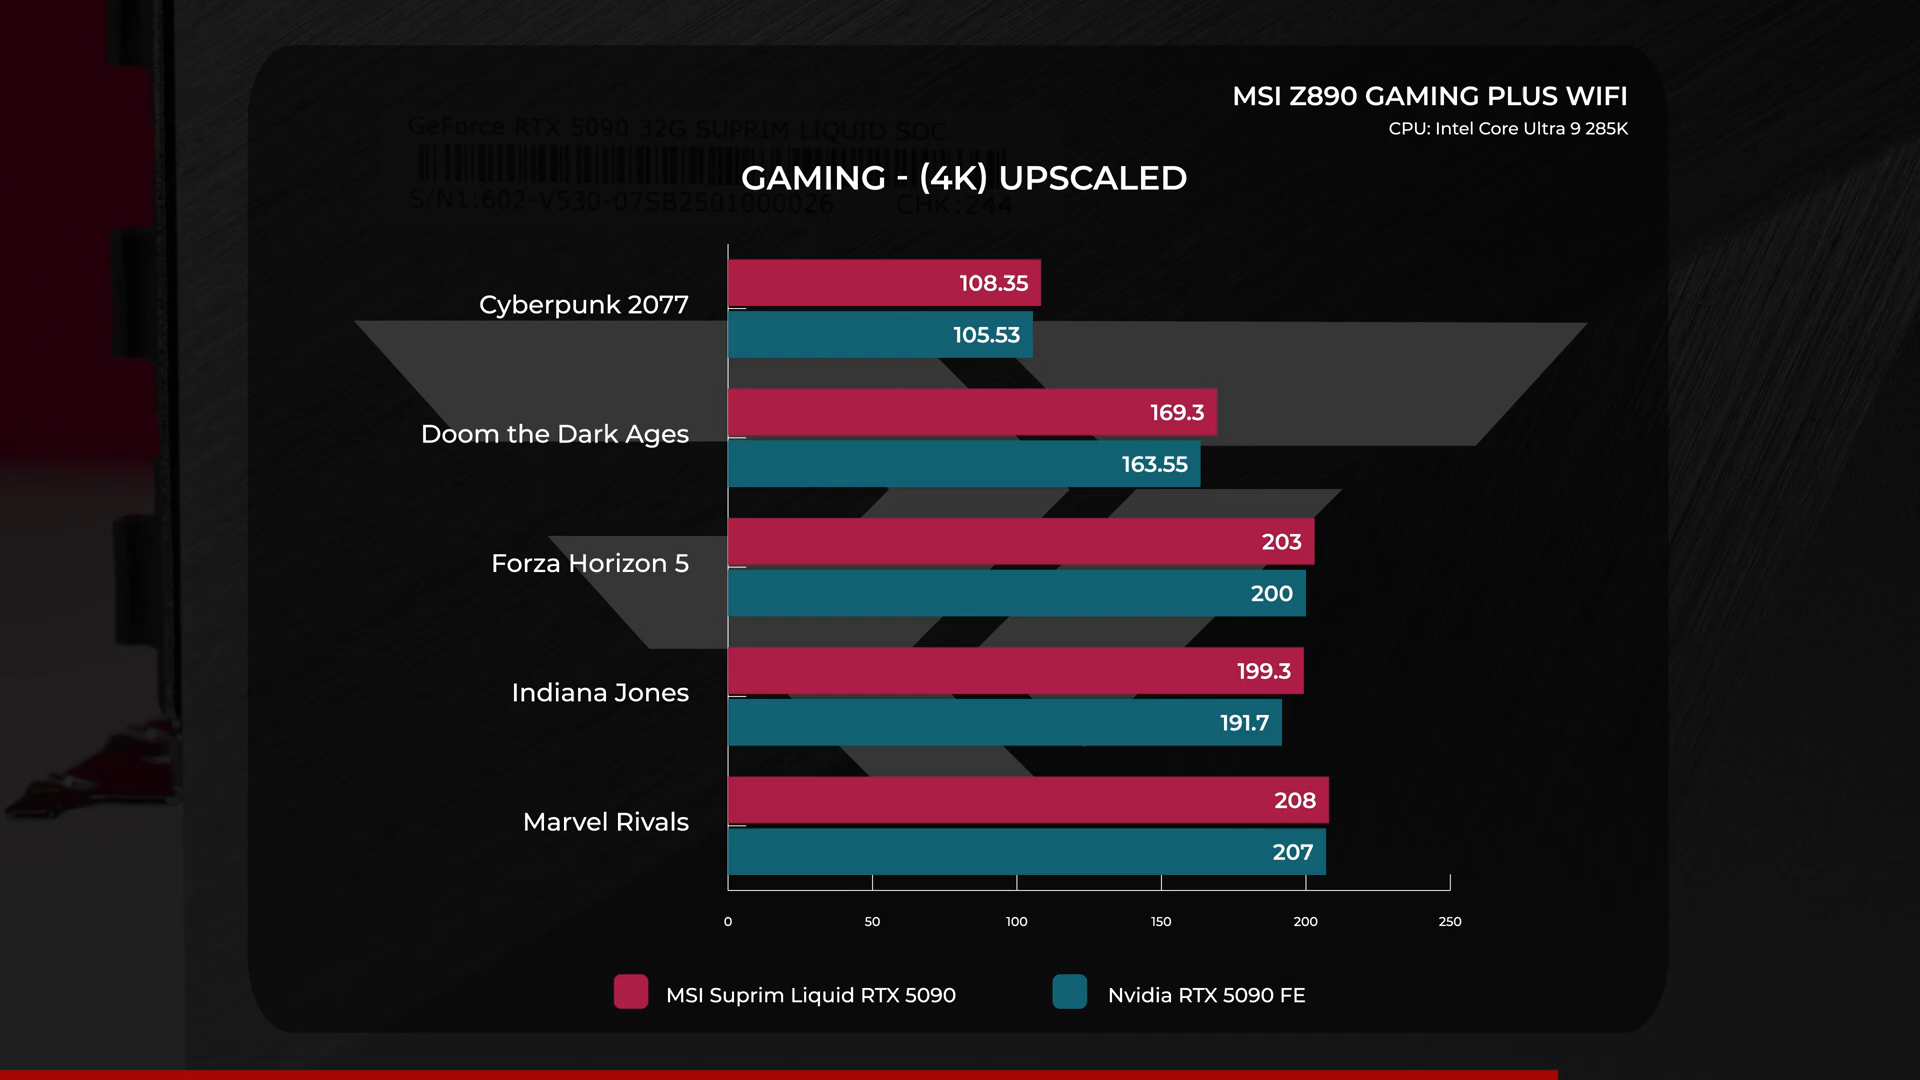 MSI Z890 GAMING PLUS WIFI
CPU: Intel Core Ultra 9 285K
GeForce RTX 5090 32G SUPRIM LIQUID SOC
GAMING - (4K) UPSCALED
S/N1:602-V530-07SB2501000026 CHK:244
Cyberpunk 2077
108.35
105.53
Doom the Dark Ages
169.3
163.55
Forza Horizon 5
203
200
Indiana Jones
199.3
191.7
Marvel Rivals
208
207
0 50 100 150 200 250
MSI Suprim Liquid RTX 5090
Nvidia RTX 5090 FE